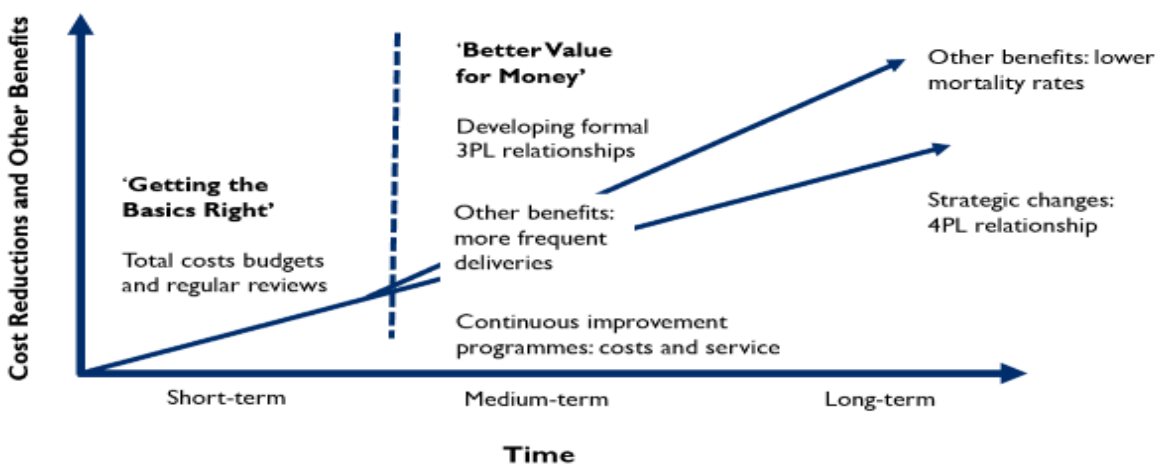 Cost Reductions and Other Benefits
'Getting the
Basics Right'
Total costs budgets
and regular reviews
'Better Value
for Money'
Developing formal
3PL relationships
Other benefits:
more frequent
deliveries
Continuous improvement
programmes: costs and service
Other benefits: lower
mortality rates
Strategic changes:
4PL relationship
Short-term
Medium-term
Long-term
Time